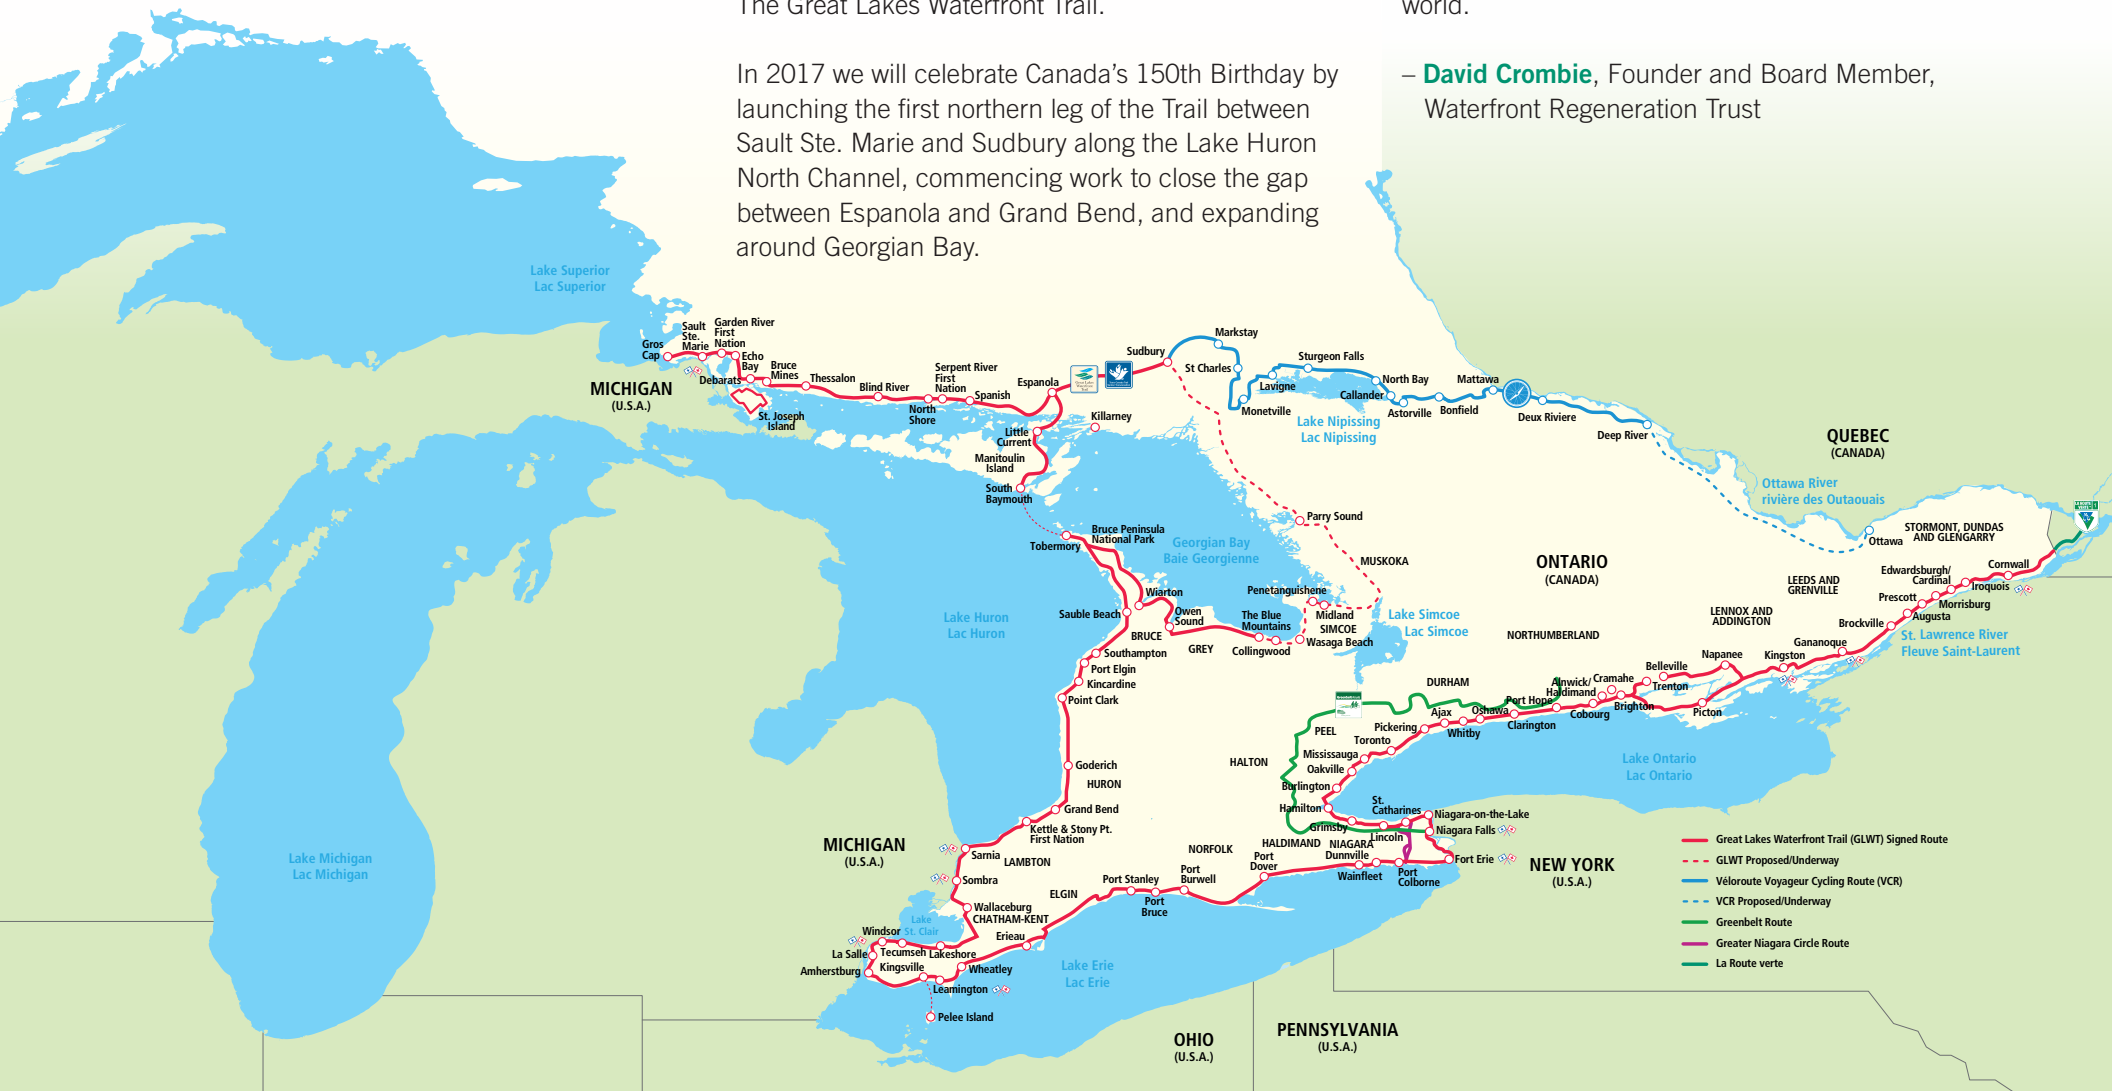 The Great Lakes Waterfront Trail.
In 2017 we will celebrate Canada's 150th Birthday by
launching the first northern leg of the Trail between
Sault Ste. Marie and Sudbury along the Lake Huron
North Channel, commencing work to close the gap
between Espanola and Grand Bend, and expanding
around Georgian Bay.
world.
– David Crombie, Founder and Board Member,
Waterfront Regeneration Trust
Lake Superior
Lac Superior
Gros
Cap
Sault
Ste.
Marie
Garden River
First
Nation
Echo
Bay
Debarats
Bruce
Mines
Thessalon
Blind River
Serpent River
First
Nation
North
Shore
Spanish
Espanola
Sudbury
Markstay
St Charles
Monetville
Lavigne
Sturgeon Falls
Callander
North Bay
Astorville
Bonfield
Mattawa
Deux Riviere
Deep River
Lake Nipissing
Lac Nipissing
MICHIGAN
(U.S.A.)
St. Joseph
Island
Killarney
Little
Current
Manitoulin
Island
South
Baymouth
QUEBEC
(CANADA)
Ottawa River
rivière des Outaouais
Ottawa
STORMONT, DUNDAS
AND GLENGARRY
Tobermory
Bruce Peninsula
National Park
Georgian Bay
Baie Georgienne
Parry Sound
MUSKOKA
ONTARIO
(CANADA)
Lake Huron
Lac Huron
Wiarton
Sauble Beach
Owen
Sound
BRUCE
GREY
The Blue
Mountains
Collingwood
Penetanguishene
Midland
SIMCOE
Wasaga Beach
Lake Simcoe
Lac Simcoe
Southampton
Port Elgin
Kincardine
Point Clark
Goderich
HURON
Grand Bend
Kettle & Stony Pt.
First Nation
NORTHUMBERLAND
LENNOX AND
ADDINGTON
LEEDS AND
GRENVILLE
Edwardsburgh/
Cardinal
Cornwall
Iroquois
Morrisburg
Prescott
Augusta
Brockville
St. Lawrence River
Fleuve Saint-Laurent
Gananoque
Kingston
Napanee
Belleville
Trenton
Picton
Brighton
Cramahe
Alnwick/
Haldimand
Cobourg
Port Hope
Clarington
Oshawa
Whitby
Ajax
Pickering
DURHAM
Toronto
PEEL
Mississauga
Oakville
HALTON
Burlington
Hamilton
Grimsby
St.
Catharines
Lincoln
Niagara-on-the-Lake
Niagara Falls
Fort Erie
NIAGARA
HALDIMAND
Dunnville
Wainfleet
Port
Colborne
Port
Dover
NORFOLK
Port
Burwell
Port Stanley
Port
Bruce
ELGIN
Lake Ontario
Lac Ontario
NEW YORK
(U.S.A.)
MICHIGAN
(U.S.A.)
Lake Michigan
Lac Michigan
Sarnia
LAMBTON
Sombra
Wallaceburg
CHATHAM-KENT
Lake
St. Clair
Windsor
Tecumseh
Lakeshore
La Salle
Amherstburg
Kingsville
Erieau
Wheatley
Leamington
Pelee Island
Lake Erie
Lac Erie
OHIO
(U.S.A.)
PENNSYLVANIA
(U.S.A.)
Great Lakes Waterfront Trail (GLWT) Signed Route
GLWT Proposed/Underway
Véloroute Voyageur Cycling Route (VCR)
VCR Proposed/Underway
Greenbelt Route
Greater Niagara Circle Route
La Route verte